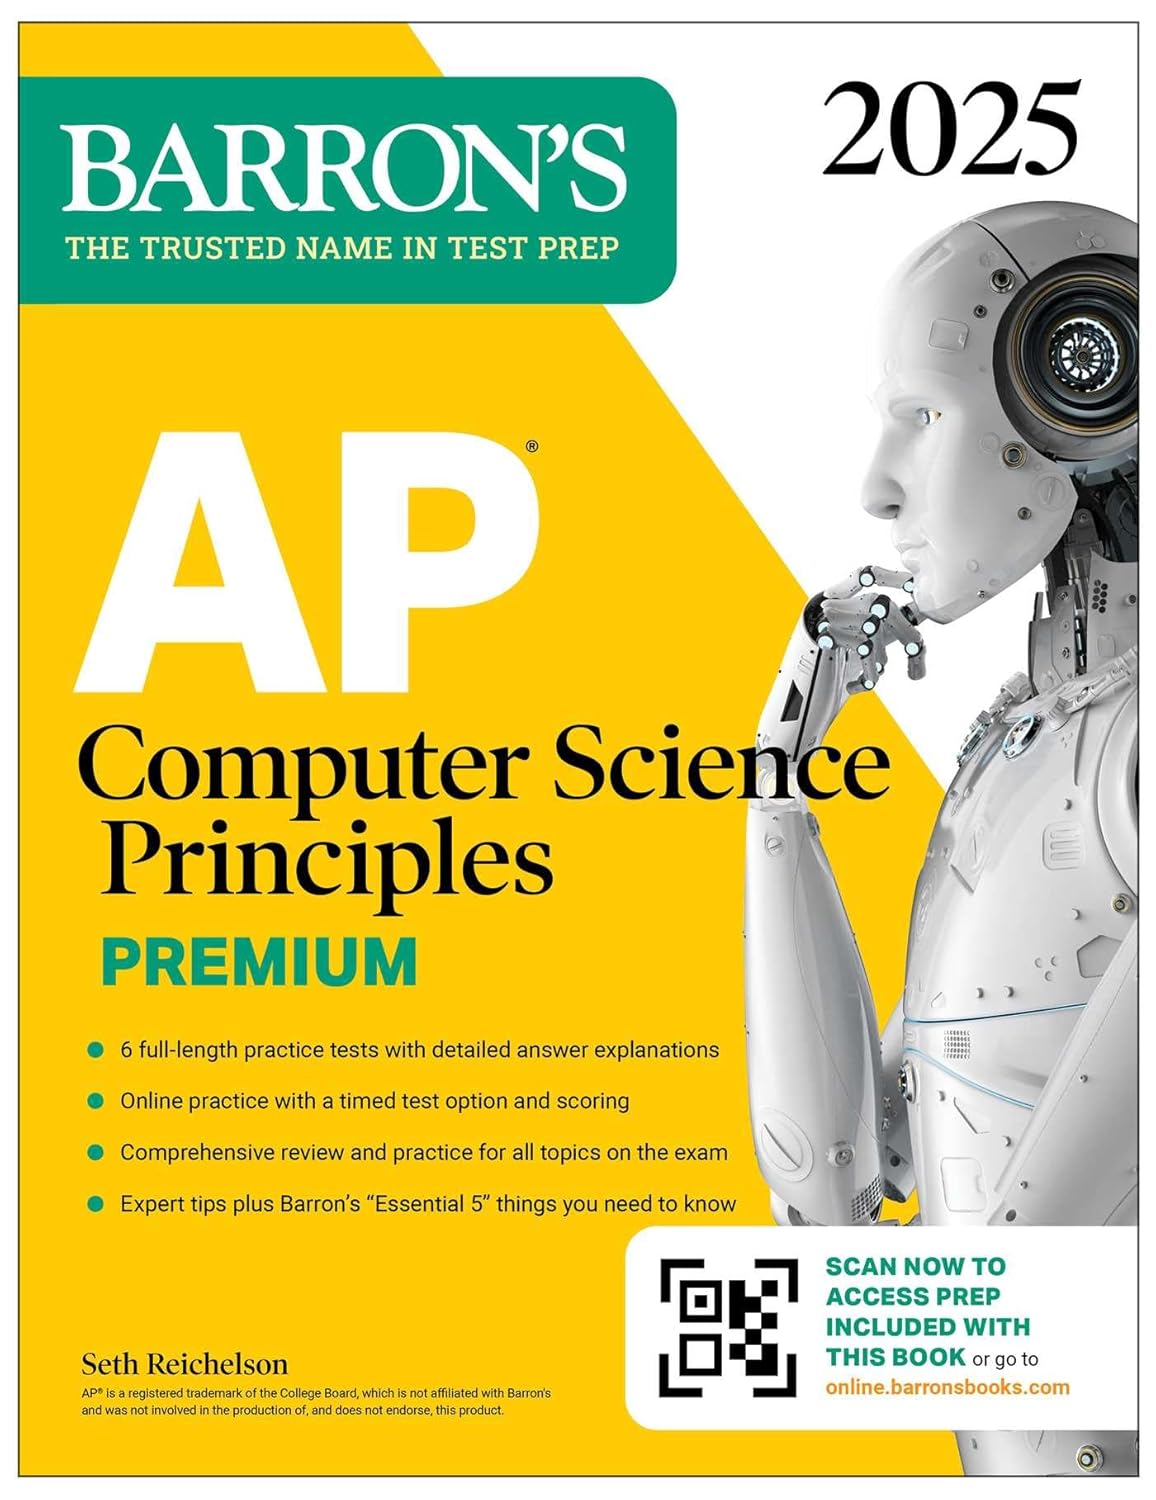 BARRON'S
THE TRUSTED NAME IN TEST PREP
2025
AP®
Computer Science
Principles
PREMIUM
6 full-length practice tests with detailed answer explanations
Online practice with a timed test option and scoring
Comprehensive review and practice for all topics on the exam
Expert tips plus Barron's “Essential 5” things you need to know
SCAN NOW TO
ACCESS PREP
INCLUDED WITH
THIS BOOK or go to
online.barronsbooks.com
Seth Reichelson
AP® is a registered trademark of the College Board, which is not affiliated with Barron's
and was not involved in the production of, and does not endorse, this product.